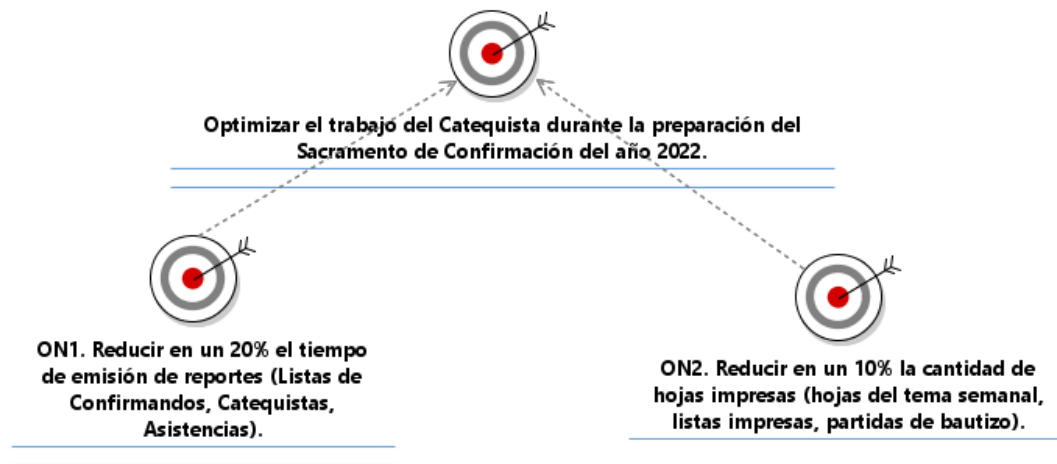 Optimizar el trabajo del Catequista durante la preparación del
Sacramento de Confirmación del año 2022.
ON1. Reducir en un 20% el tiempo
de emisión de reportes (Listas de
Confirmandos, Catequistas,
Asistencias).
ON2. Reducir en un 10% la cantidad de
hojas impresas (hojas del tema semanal,
listas impresas, partidas de bautizo).